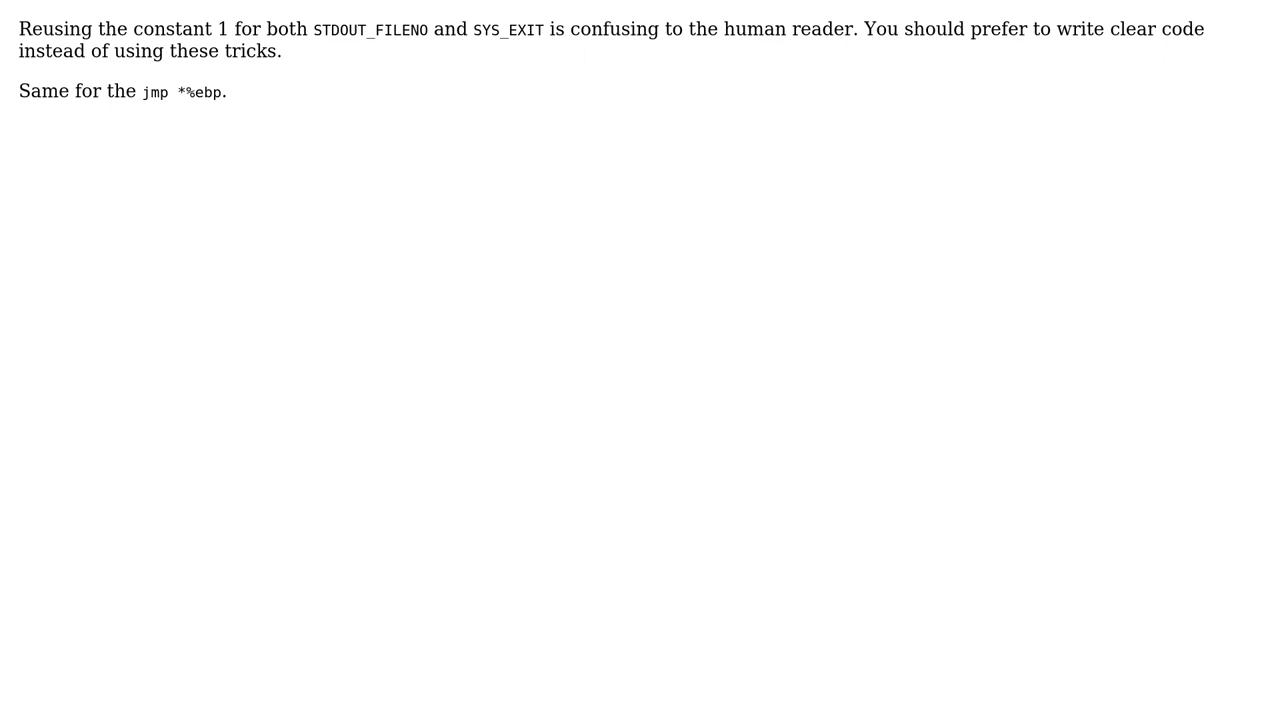 Reusing the constant 1 for both STDOUT_FILENO and SYS_EXIT is confusing to the human reader. You should prefer to write clear code
instead of using these tricks.
Same for the jmp *%ebp.